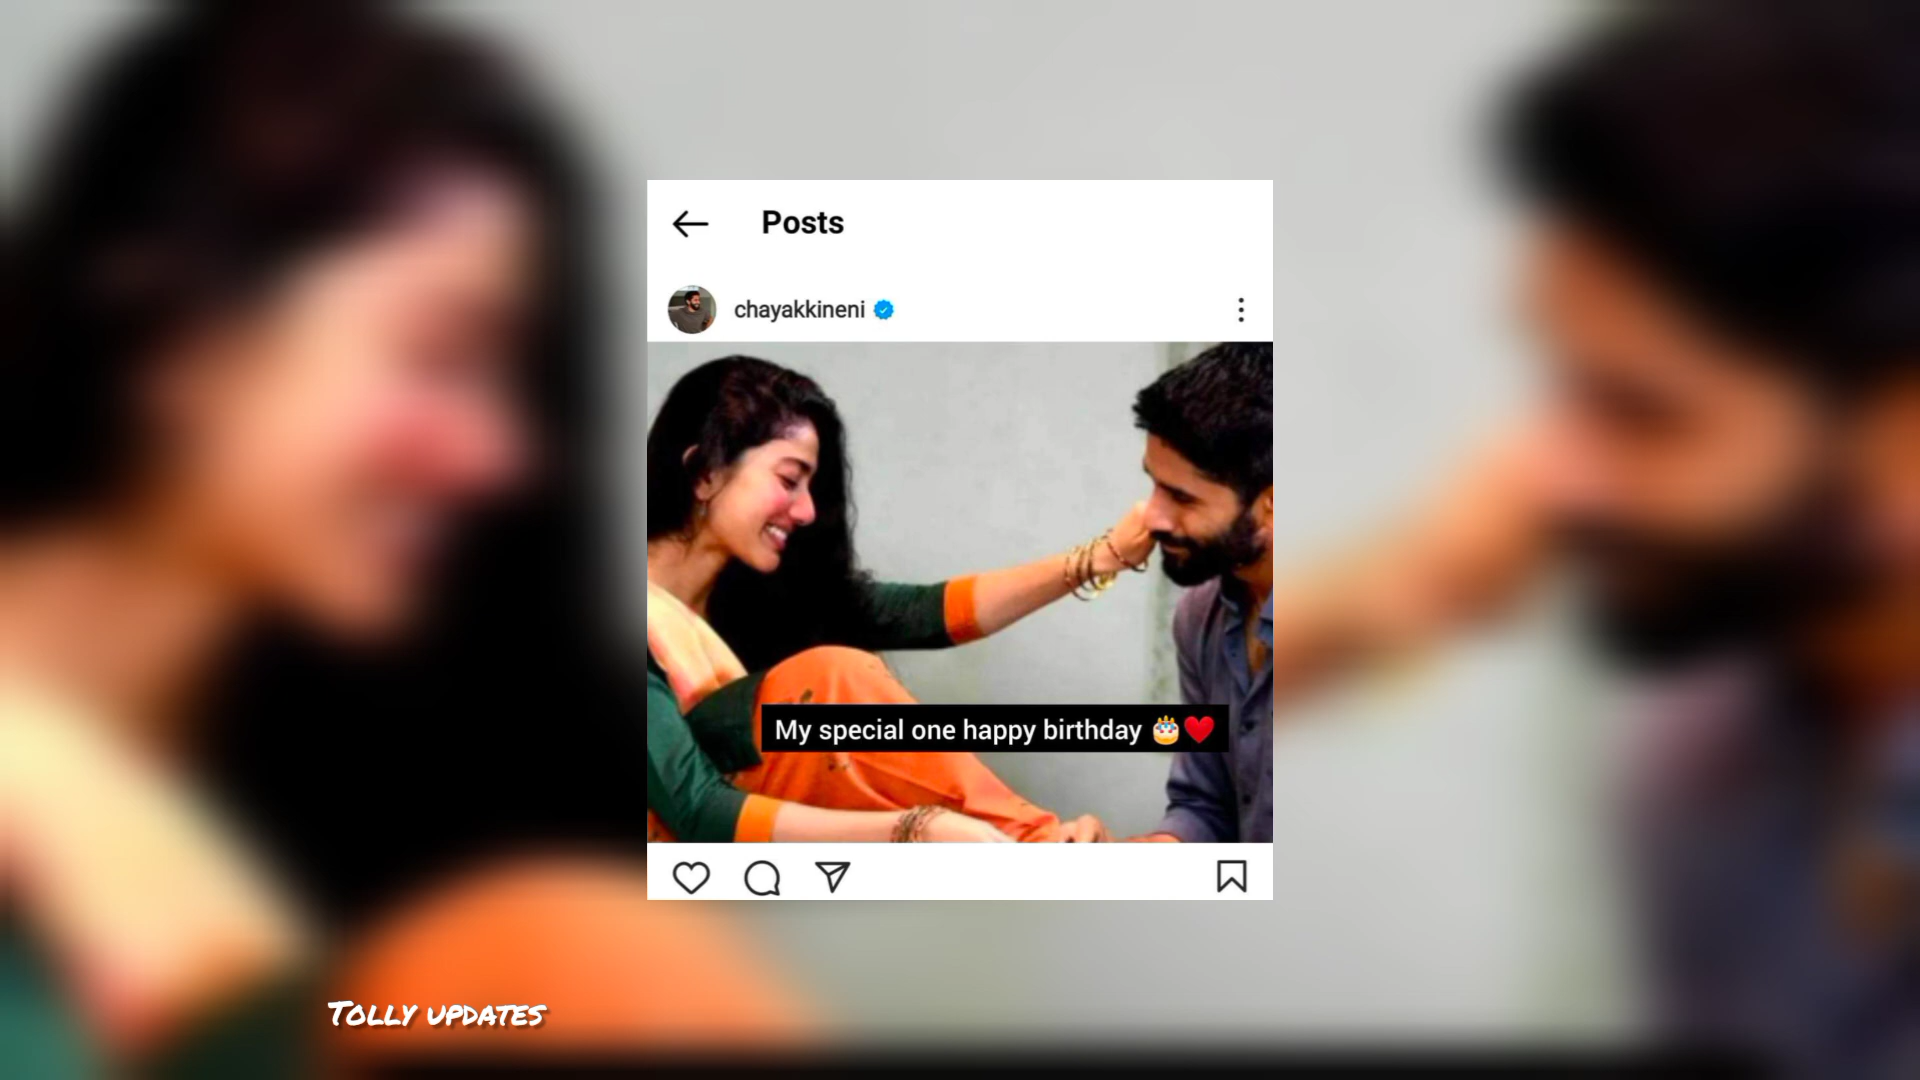 Posts
chayakkineni
My special one happy birthday 🎂❤️
Tolly updates